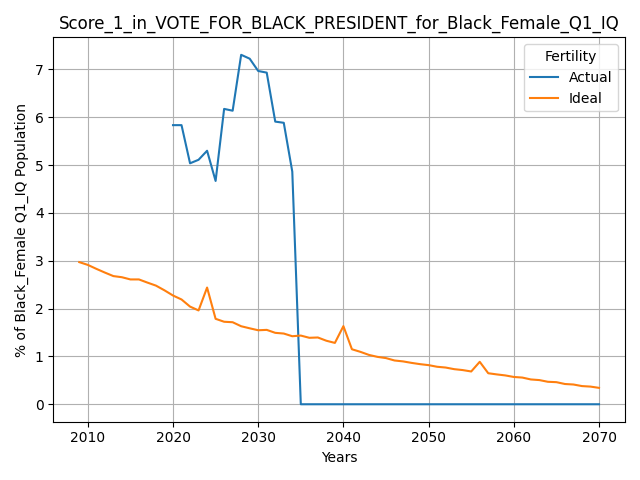 Score_1_in_VOTE_FOR_BLACK_PRESIDENT_for_Black_Female_Q1_IQ
Fertility
Actual
Ideal
% of Black_Female Q1_IQ Population
7
6
5
4
3
2
1
0
2010 2020 2030 2040 2050 2060 2070
Years